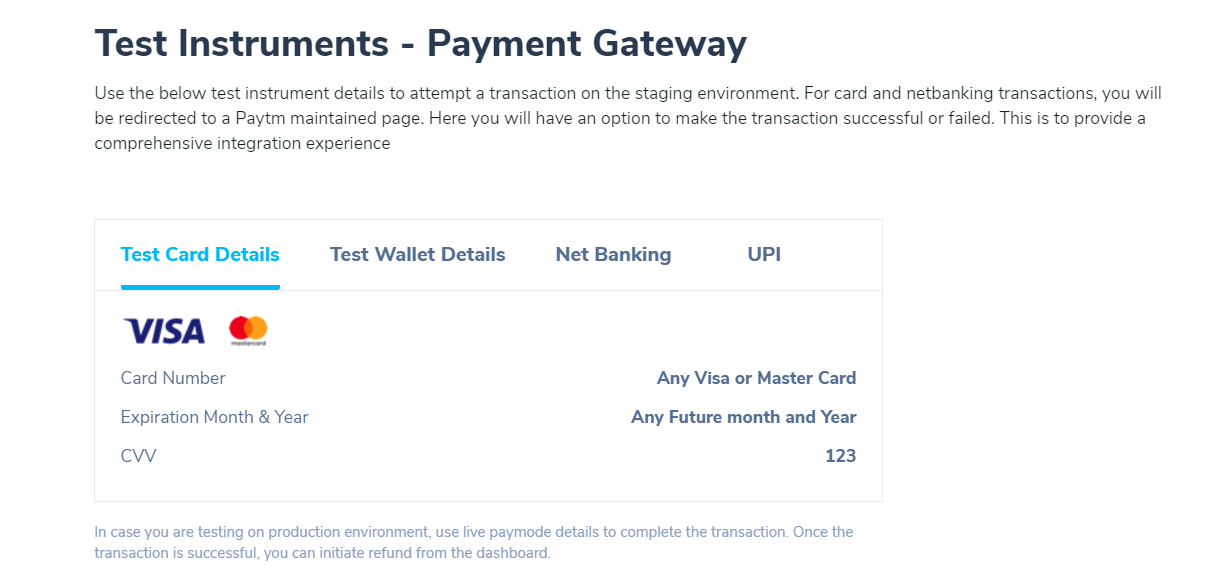 Test Instruments - Payment Gateway
Use the below test instrument details to attempt a transaction on the staging environment. For card and netbanking transactions, you will
be redirected to a Paytm maintained page. Here you will have an option to make the transaction successful or failed. This is to provide a
comprehensive integration experience
Test Card Details Test Wallet Details Net Banking UPI
VISA mastercard
Card Number Any Visa or Master Card
Expiration Month & Year Any Future month and Year
CVV 123
In case you are testing on production environment, use live paymode details to complete the transaction. Once the
transaction is successful, you can initiate refund from the dashboard.